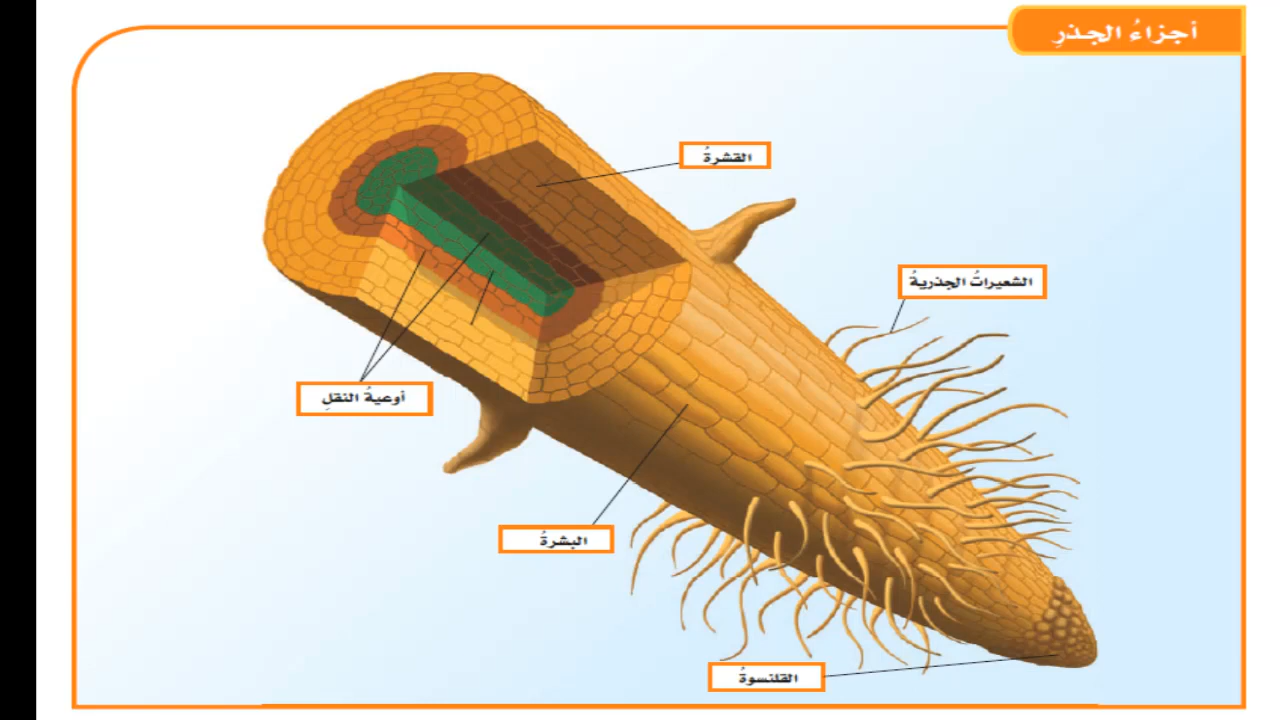 أجزاءُ الجذرِ
القشرةُ
الشعيراتُ الجذريةُ
أوعيةُ النقلِ
البشرةُ
القلنسوةُ